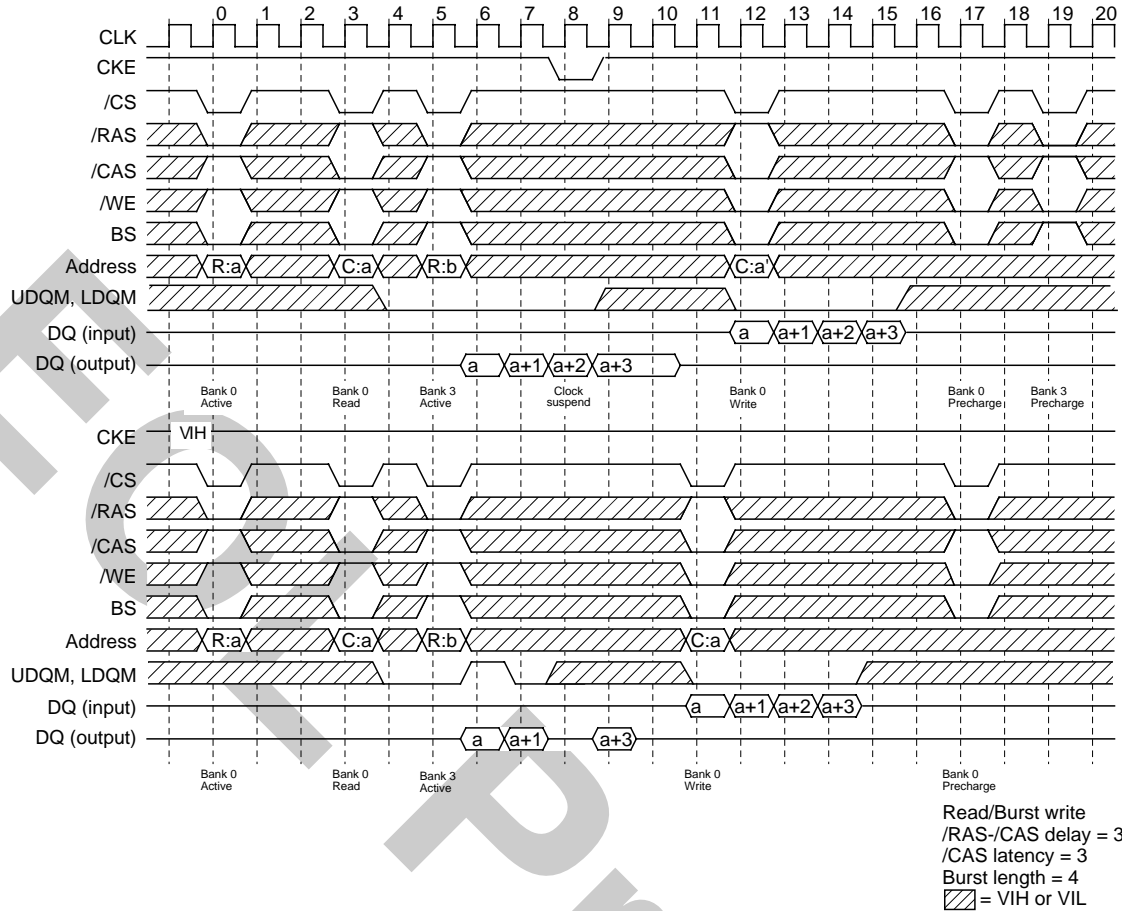 0 1 2 3 4 5 6 7 8 9 10 11 12 13 14 15 16 17 18 19 20
CLK
CKE
/CS
/RAS
/CAS
/WE
BS
Address R:a C:a R:b C:a'
UDQM, LDQM
DQ (input) a a+1 a+2 a+3
DQ (output) a a+1 a+2 a+3
Bank 0 Bank 0 Bank 3 Clock Bank 0 Bank 0 Bank 3
Active Read Active suspend Write Precharge Precharge
CKE VIH
/CS
/RAS
/CAS
/WE
BS
Address R:a C:a R:b C:a
UDQM, LDQM
DQ (input) a a+1 a+2 a+3
DQ (output) a a+1 a+3
Bank 0 Bank 0 Bank 3 Bank 0 Bank 0
Active Read Active Write Precharge
Read/Burst write
/RAS-/CAS delay = 3
/CAS latency = 3
Burst length = 4
= VIH or VIL